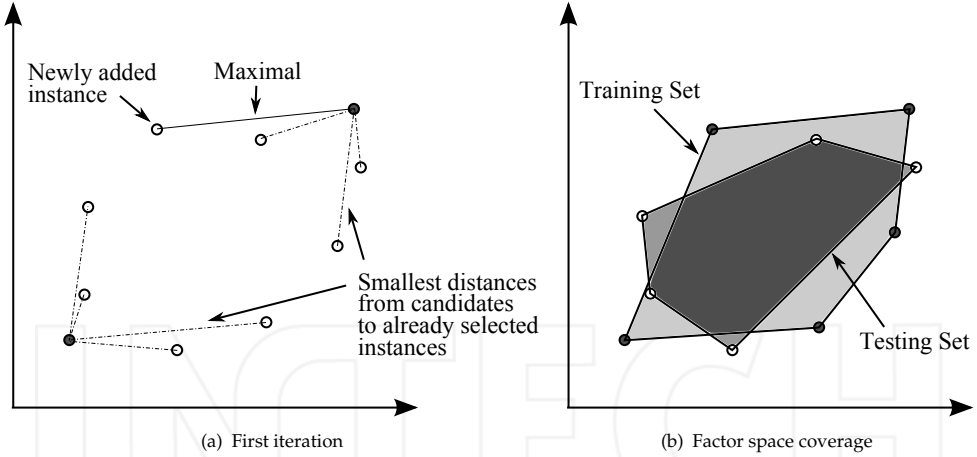 Newly added
instance
Maximal
Smallest distances
from candidates
to already selected
instances
(a) First iteration
Training Set
Testing Set
(b) Factor space coverage
INTECH